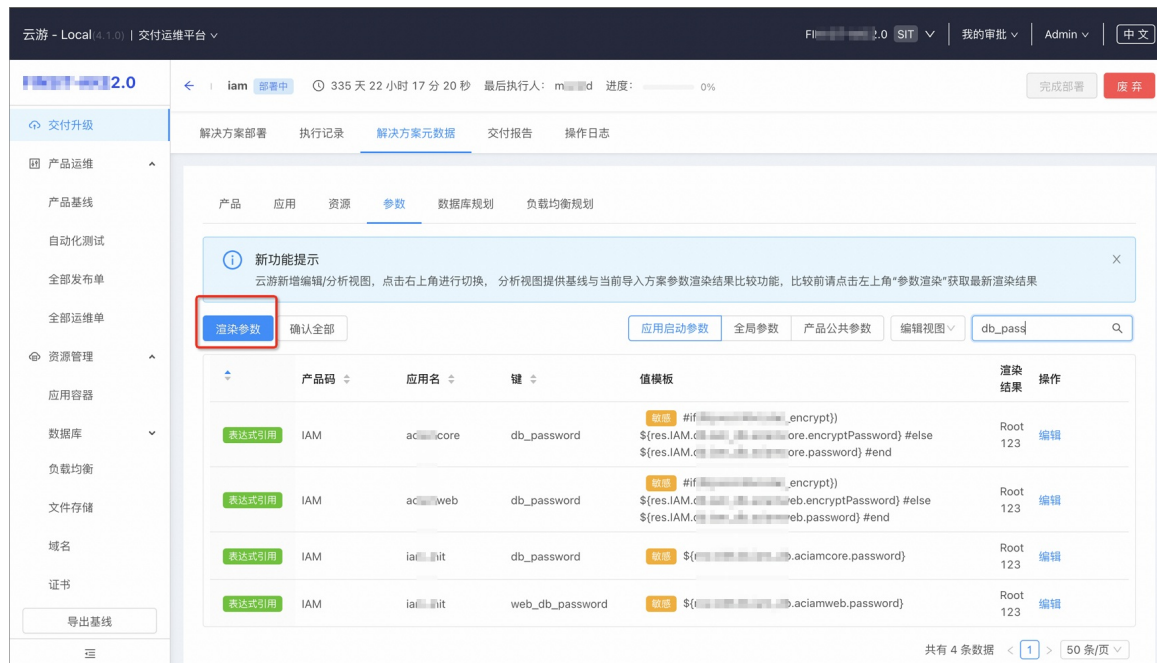 云游 - Local(4.1.0) | 交付运维平台
2.0 SIT 我的审批 Admin 中文
2.0
iam 部署中 335 天 22 小时 17 分 20 秒 最后执行人: 进度: 0% 完成部署 废 弃
交付升级
产品运维
产品基线
自动化测试
全部发布单
全部运维单
资源管理
应用容器
数据库
负载均衡
文件存储
域名
证书
导出基线
解决方案部署 执行记录 解决方案元数据 交付报告 操作日志
产品 应用 资源 参数 数据库规划 负载均衡规划
新功能提示
云游新增编辑/分析视图，点击右上角进行切换， 分析视图提供基线与当前导入方案参数渲染结果比较功能，比较前请点击左上角“参数渲染”获取最新渲染结果
渲染参数 确认全部 应用启动参数 全局参数 产品公共参数 编辑视图 db_pass
产品码 应用名 键 值模板 渲染结果 操作
表达式引用 IAM core db_password 敏感 #if _encrypt})
${res.IAM. ore.encryptPassword} #else
${res.IAM. ore.password} #end
Root
123
编辑
表达式引用 IAM web db_password 敏感 #if _encrypt})
${res.IAM. eb.encryptPassword} #else
${res.IAM. eb.password} #end
Root
123
编辑
表达式引用 IAM db_password 敏感 ${ .aciamcore.password}
Root
123
编辑
表达式引用 IAM web_db_password 敏感 ${ .aciamweb.password}
Root
123
编辑
共有 4 条数据 < 1 > 50 条/页